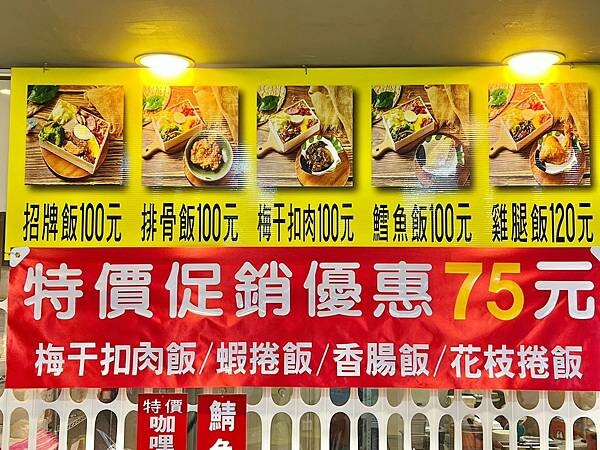 招牌飯100元 排骨飯100元 梅干扣肉100元 鱈魚飯100元 雞腿飯120元
特價促銷優惠75元
梅干扣肉飯/蝦捲飯/香腸飯/花枝捲飯
特價
咖哩
鯖